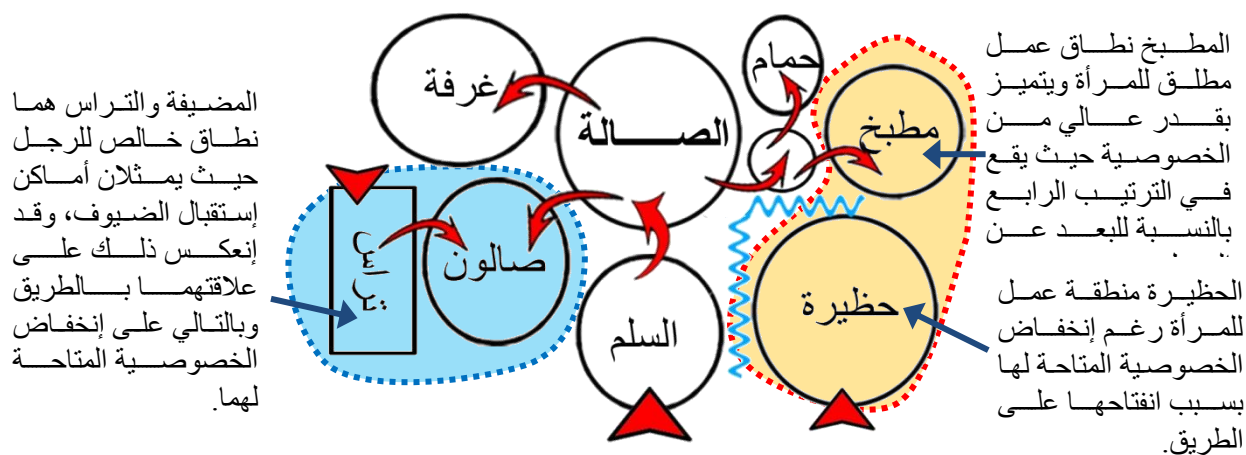 المطبخ نطاق عمل
مطلق للمرأة ويتميز
بقدر عالي من
الخصوصية حيث يقع
في الترتيب الرابع
بالنسبة للبعد عن
الحظيرة منطقة عمل
للمرأة رغم إنخفاض
الخصوصية المتاحة لها
بسبب انفتاحها على
الطريق.
حمام
مطبخ
حظيرة
الصالة
السلم
غرفة
صالون
تراس
المضيفة والتراس هما
نطاق خالص للرجل
حيث يمثلان أماكن
إستقبال الضيوف، وقد
إنعكس ذلك على
علاقتهما بالطريق
وبالتالي على إنخفاض
الخصوصية المتاحة
لهما.